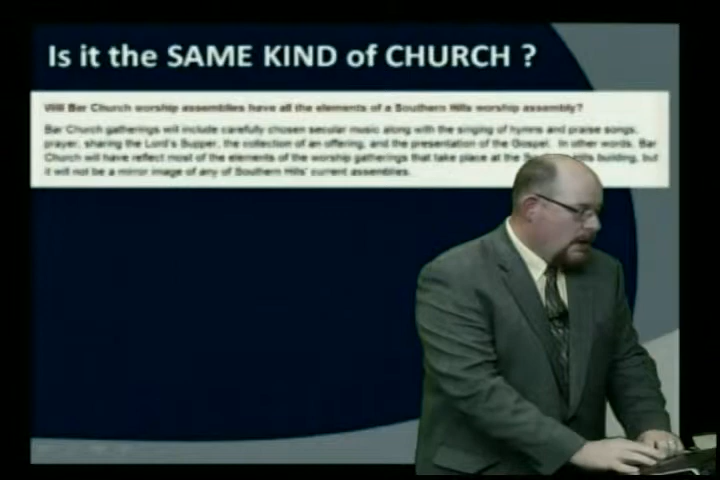 Is it the SAME KIND of CHURCH ?
Will Bar Church worship assemblies have all the elements of a Southern Hills worship assembly?
Bar Church gatherings will include carefully chosen secular music along with the singing of hymns and praise songs,
prayer, sharing the Lord's Supper, the collection of an offering, and the presentation of the Gospel. In other words, Bar
Church will have reflect most of the elements of the worship gatherings that take place at the Hills building, but
it will not be a mirror image of any of Southern Hills' current assemblies.